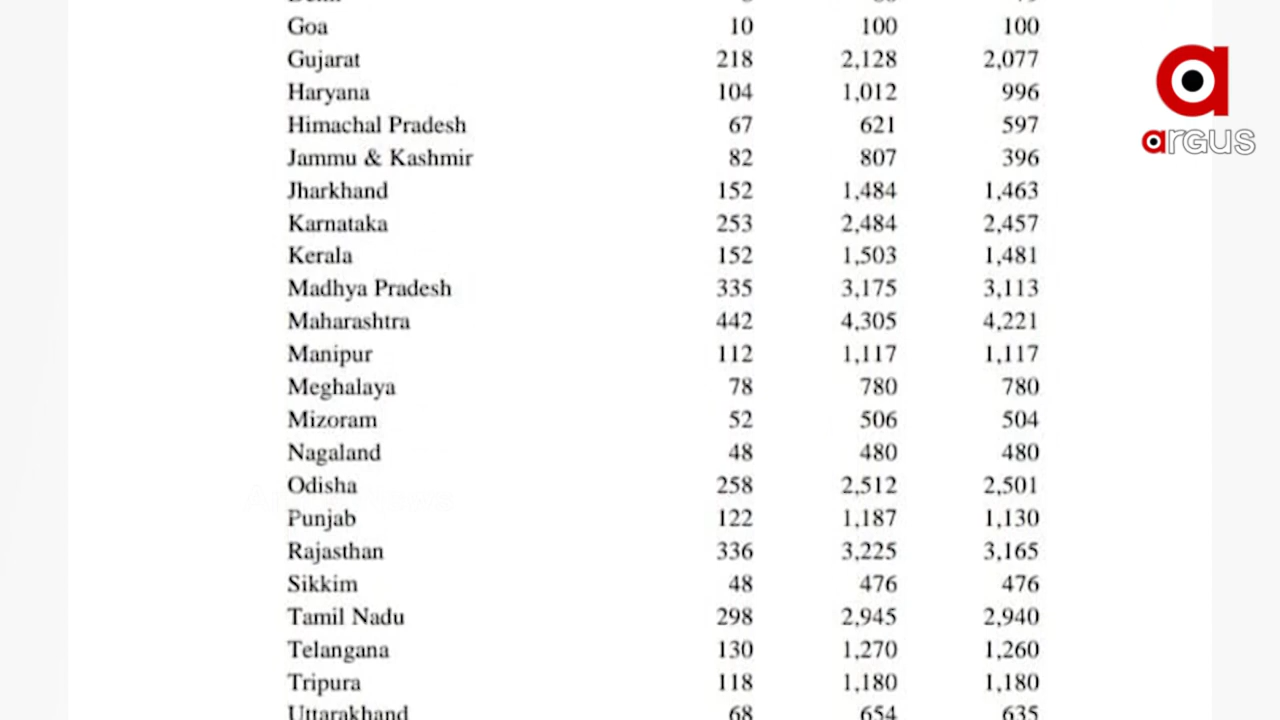 Goa 10 100 100
Gujarat 218 2,128 2,077
Haryana 104 1,012 996
Himachal Pradesh 67 621 597
Jammu & Kashmir 82 807 396
Jharkhand 152 1,484 1,463
Karnataka 253 2,484 2,457
Kerala 152 1,503 1,481
Madhya Pradesh 335 3,175 3,113
Maharashtra 442 4,305 4,221
Manipur 112 1,117 1,117
Meghalaya 78 780 780
Mizoram 52 506 504
Nagaland 48 480 480
Odisha 258 2,512 2,501
Punjab 122 1,187 1,130
Rajasthan 336 3,225 3,165
Sikkim 48 476 476
Tamil Nadu 298 2,945 2,940
Telangana 130 1,270 1,260
Tripura 118 1,180 1,180
Uttarakhand 68 654 635
argus